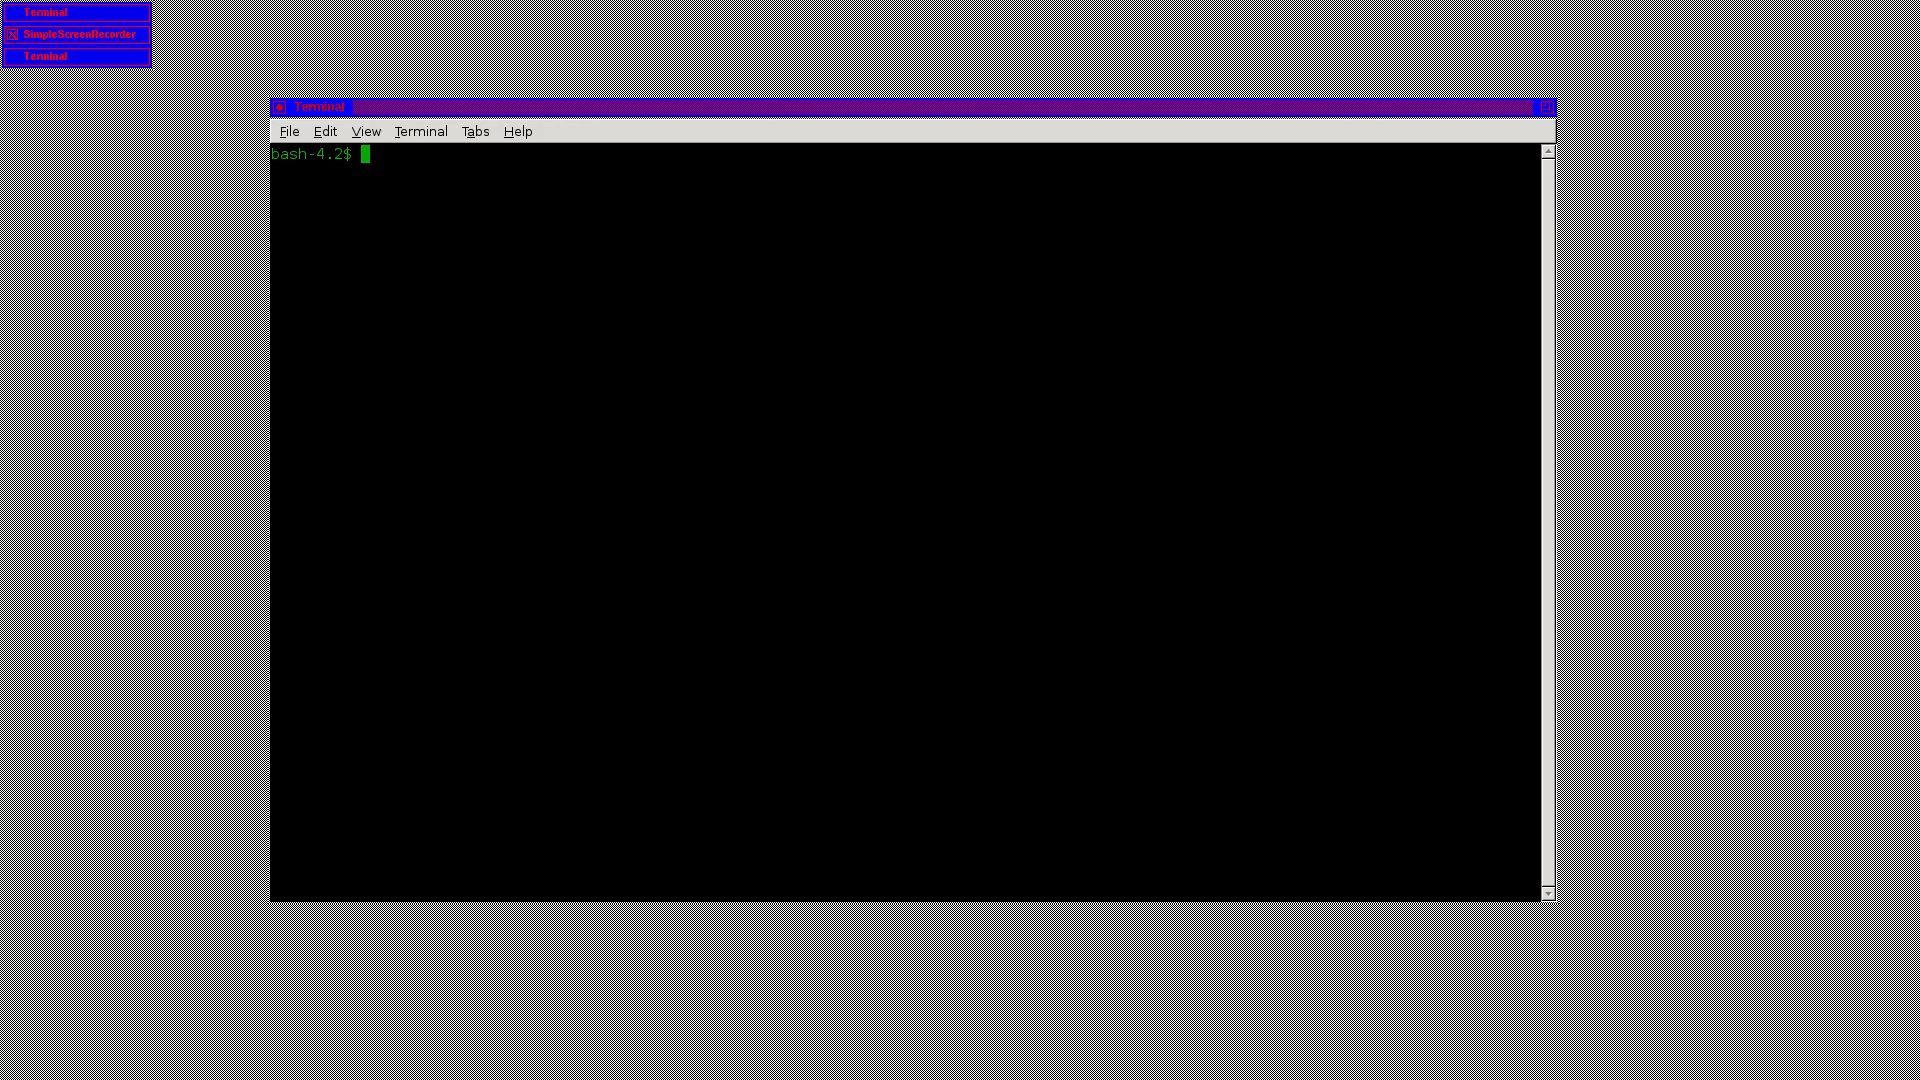 Terminal
SimpleScreenRecorder
Terminal
Terminal
File Edit View Terminal Tabs Help
bash-4.2$